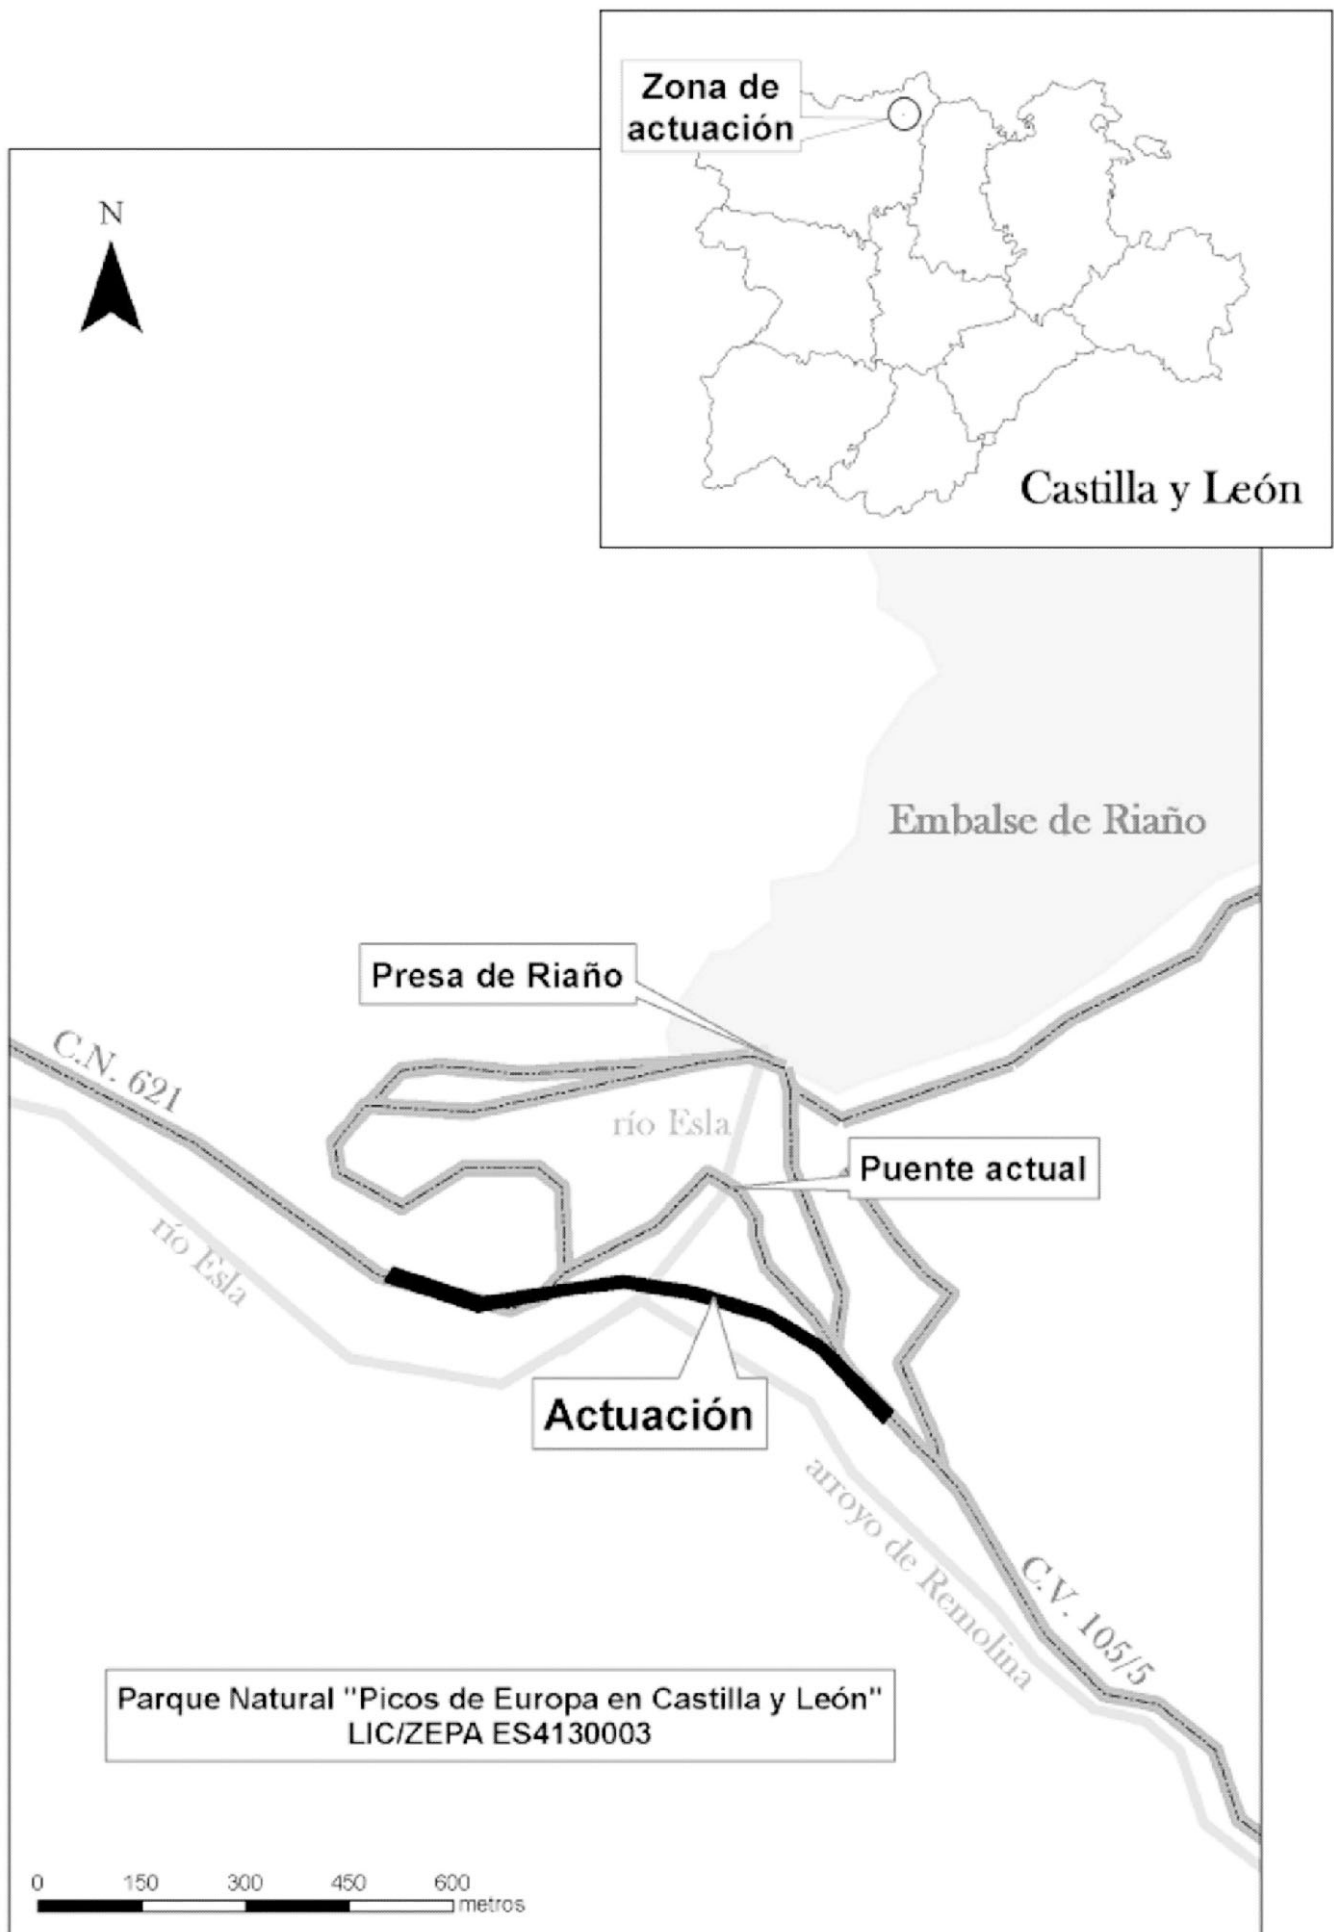 Zona de
actuación
Castilla y León
N
Embalse de Riaño
Presa de Riaño
C.N. 621
río Esla
Puente actual
río Esla
Actuación
arroyo de Remolina
C.V. 105/5
Parque Natural "Picos de Europa en Castilla y León"
LIC/ZEPA ES4130003
0 150 300 450 600
metros